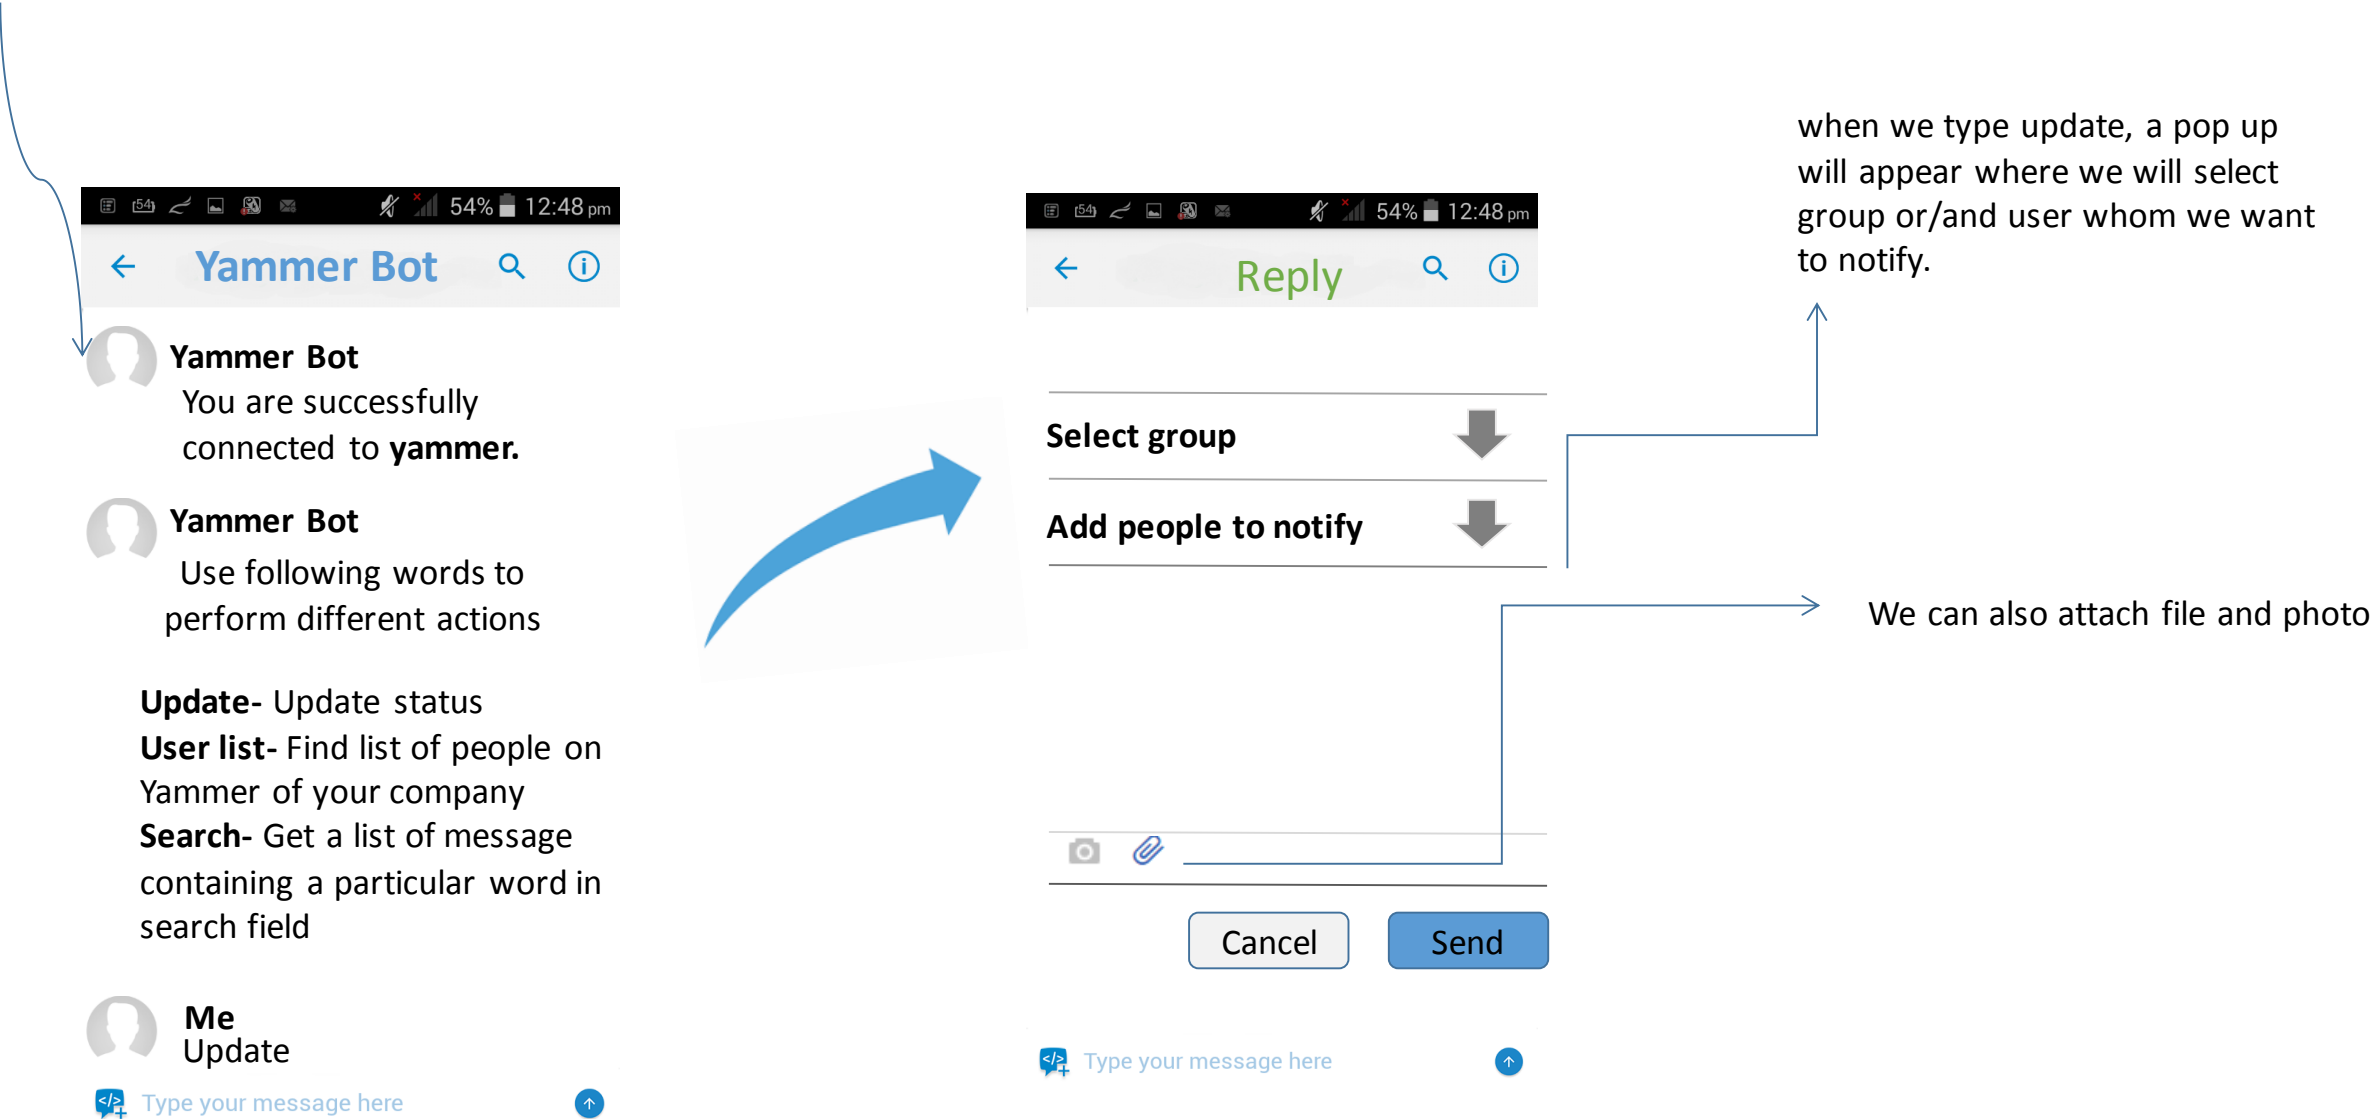 54 54% 12:48 pm
Yammer Bot
Yammer Bot
You are successfully
connected to yammer.
Yammer Bot
Use following words to
perform different actions
Update- Update status
User list- Find list of people on
Yammer of your company
Search- Get a list of message
containing a particular word in
search field
Me
Update
Type your message here
54 54% 12:48 pm
Reply
Select group
Add people to notify
Cancel Send
Type your message here
when we type update, a pop up
will appear where we will select
group or/and user whom we want
to notify.
We can also attach file and photo